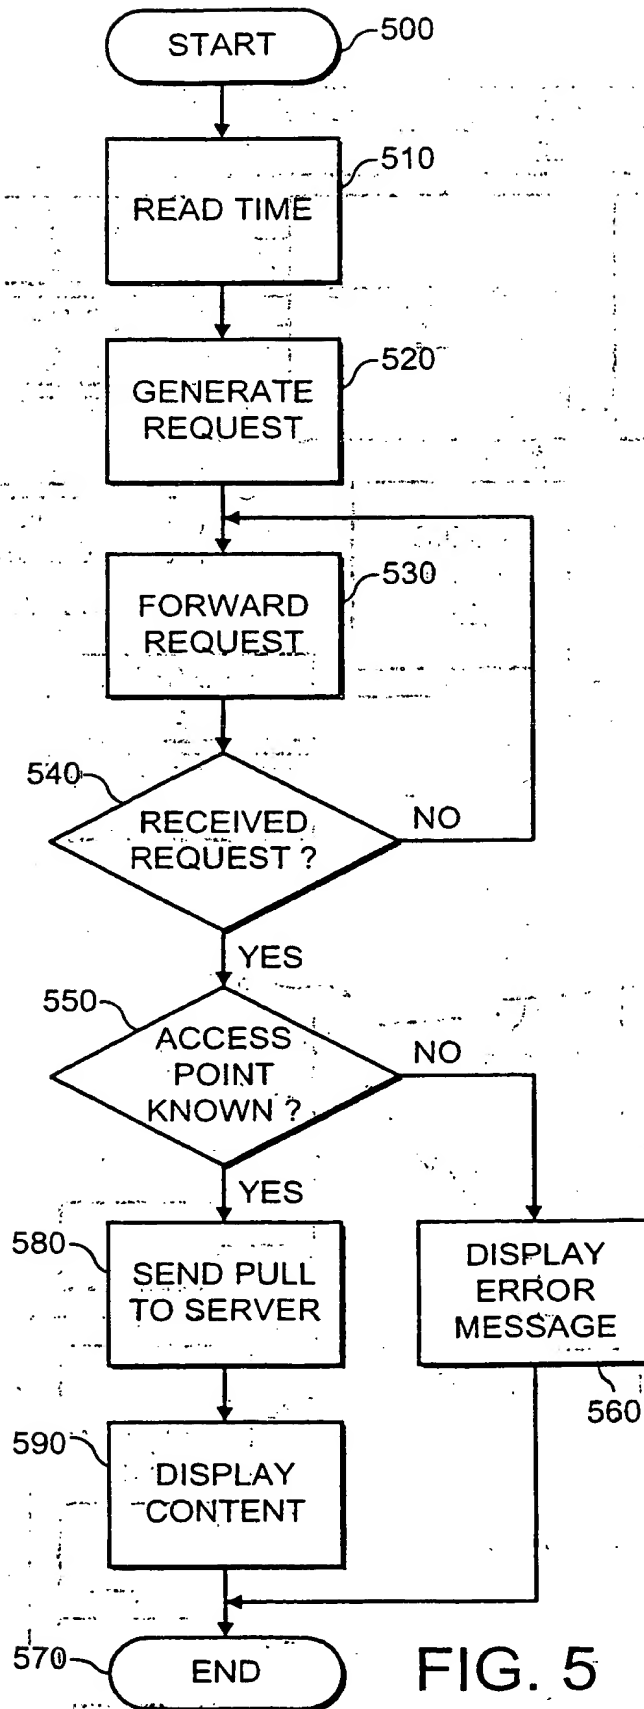 START
500
510
READ TIME
520
GENERATE
REQUEST
530
FORWARD
REQUEST
540
RECEIVED
REQUEST ?
NO
YES
550
ACCESS
POINT
KNOWN ?
NO
YES
580
SEND PULL
TO SERVER
DISPLAY
ERROR
MESSAGE
560
590
DISPLAY
CONTENT
570
END
FIG. 5